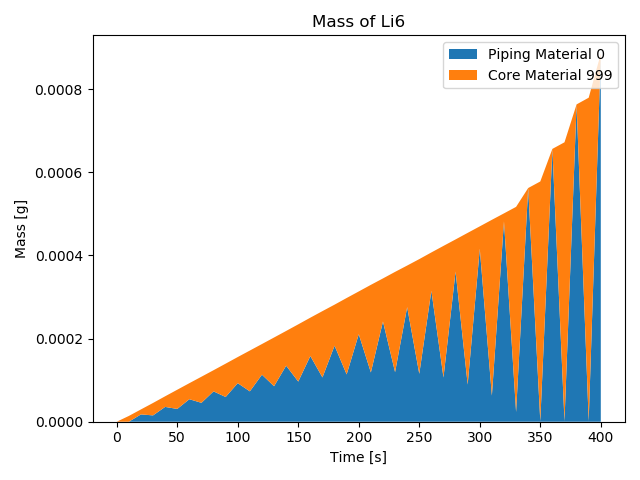 Mass of Li6
Piping Material 0
Core Material 999
0.0008
0.0006
0.0004
0.0002
0.0000
Mass [g]
0 50 100 150 200 250 300 350 400
Time [s]